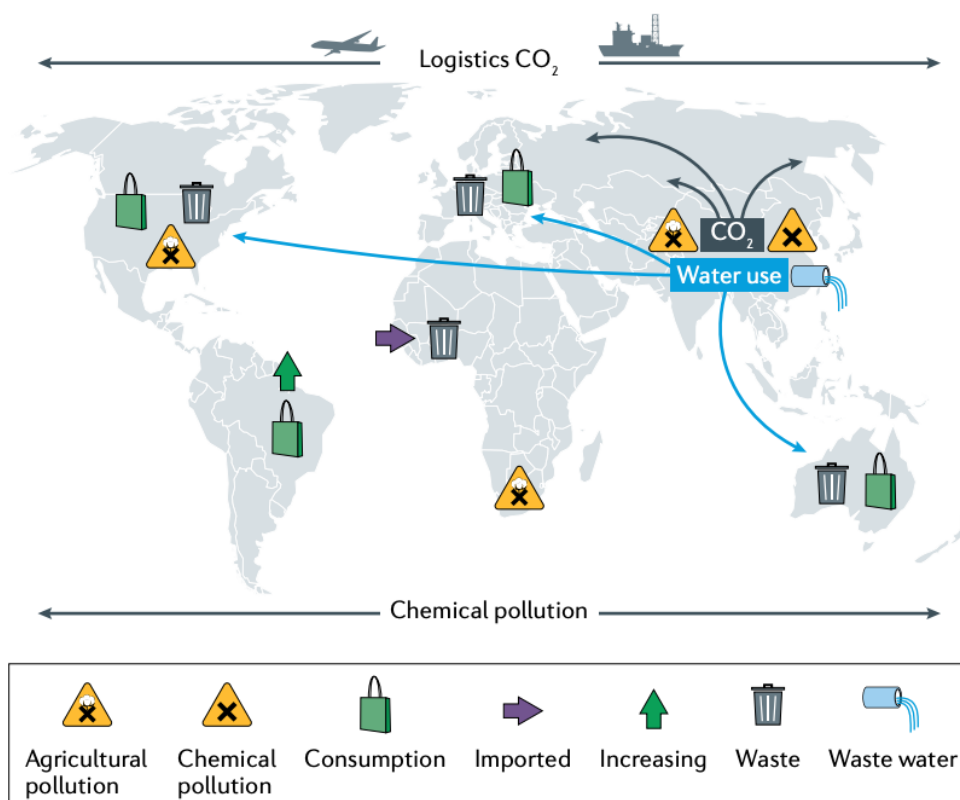 Logistics CO₂
CO₂
Water use
Chemical pollution
Agricultural
pollution
Chemical
pollution
Consumption
Imported
Increasing
Waste
Waste water